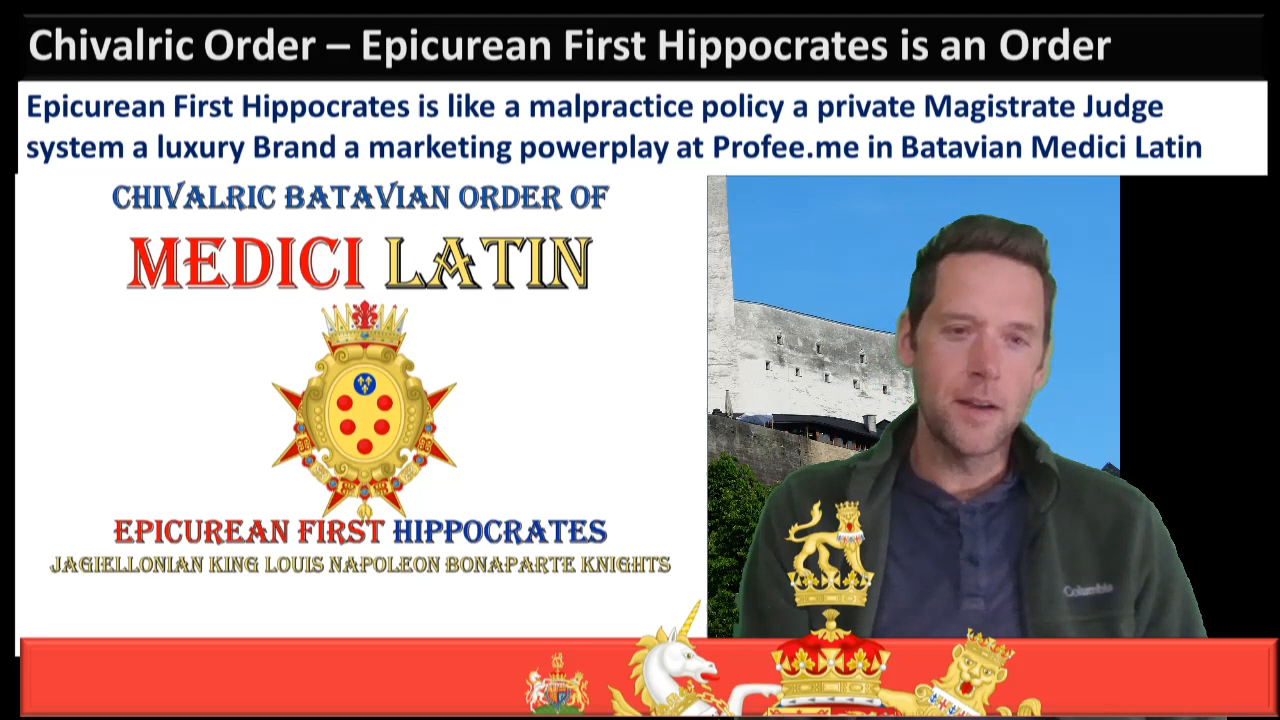 Chivalric Order – Epicurean First Hippocrates is an Order
Epicurean First Hippocrates is like a malpractice policy a private Magistrate Judge
system a luxury Brand a marketing powerplay at Profee.me in Batavian Medici Latin
CHIVALRIC BATAVIAN ORDER OF
MEDICI LATIN
EPICUREAN FIRST HIPPOCRATES
JAGIELLONIAN KING LOUIS NAPOLEON BONAPARTE KNIGHTS
Columbia